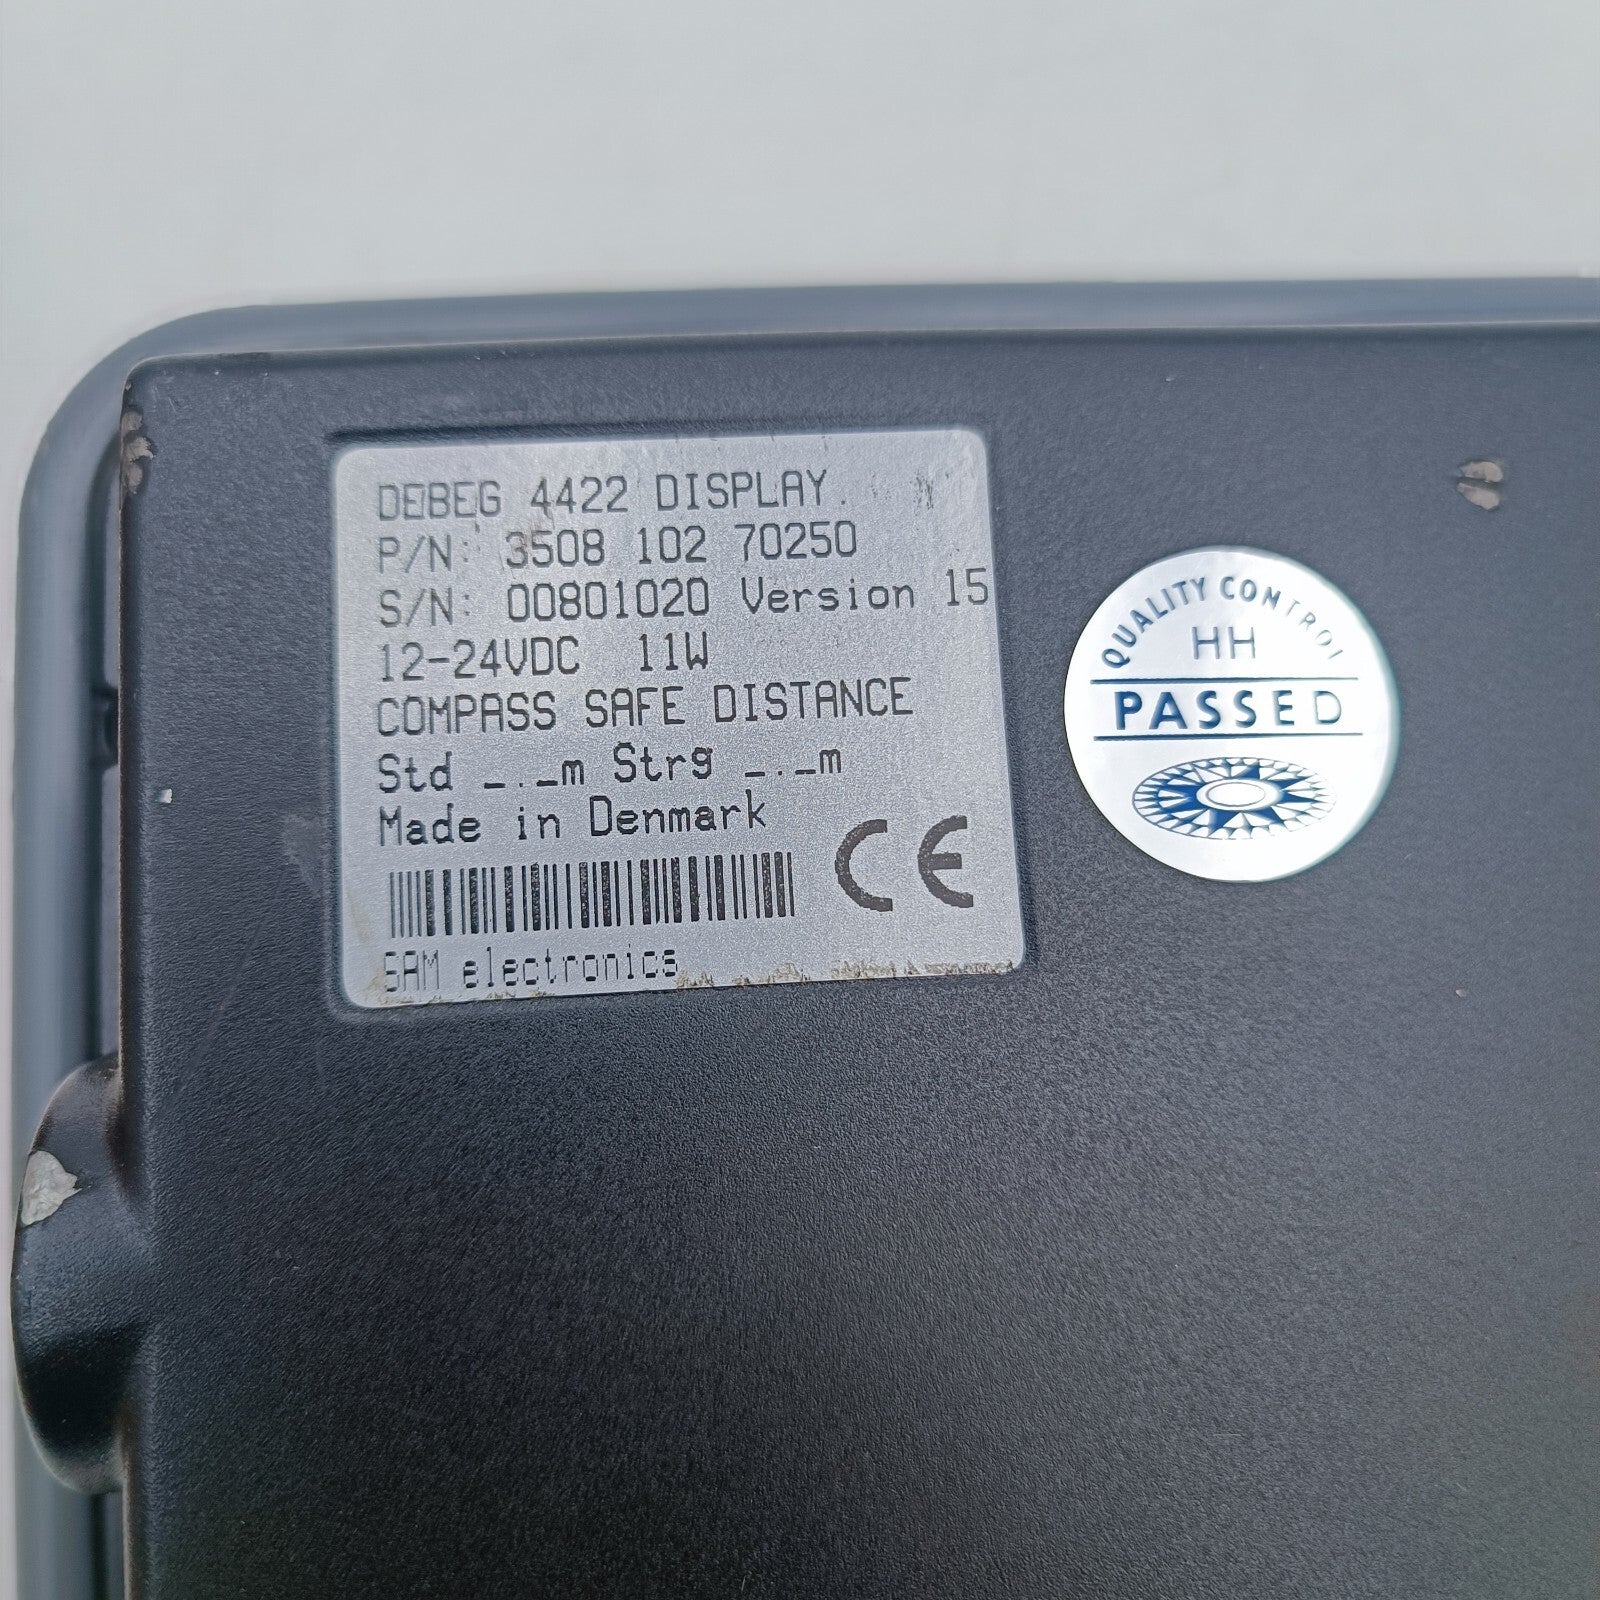 DEBEG 4422 DISPLAY.
P/N: 3508 102 70250
S/N: 00801020 Version 15
12-24VDC 11W
COMPASS SAFE DISTANCE
Std _._m Strg _._m
Made in Denmark
CE
SAM electronics
QUALITY CONTROL
HH
PASSED